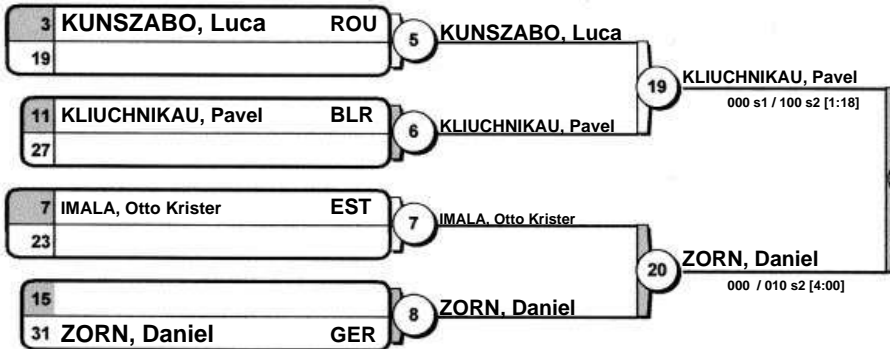 3 KUNSZABO, Luca ROU
19
5 KUNSZABO, Luca
11 KLIUCHNIKAU, Pavel BLR
27
6 KLIUCHNIKAU, Pavel
19 KLIUCHNIKAU, Pavel
000 s1 / 100 s2 [1:18]
7 IMALA, Otto Krister EST
23
7 IMALA, Otto Krister
15
31 ZORN, Daniel GER
8 ZORN, Daniel
20 ZORN, Daniel
000 / 010 s2 [4:00]